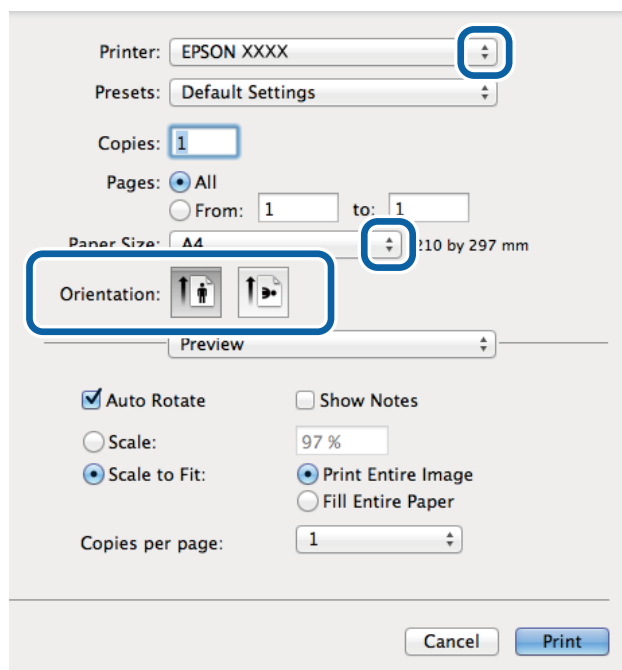 Printer: EPSON XXXX
Presets: Default Settings
Copies: 1
Pages: All
From: 1 to: 1
Paper Size: A4 210 by 297 mm
Orientation:
Preview
Auto Rotate Show Notes
Scale: 97 %
Scale to Fit: Print Entire Image
Fill Entire Paper
Copies per page: 1
Cancel Print